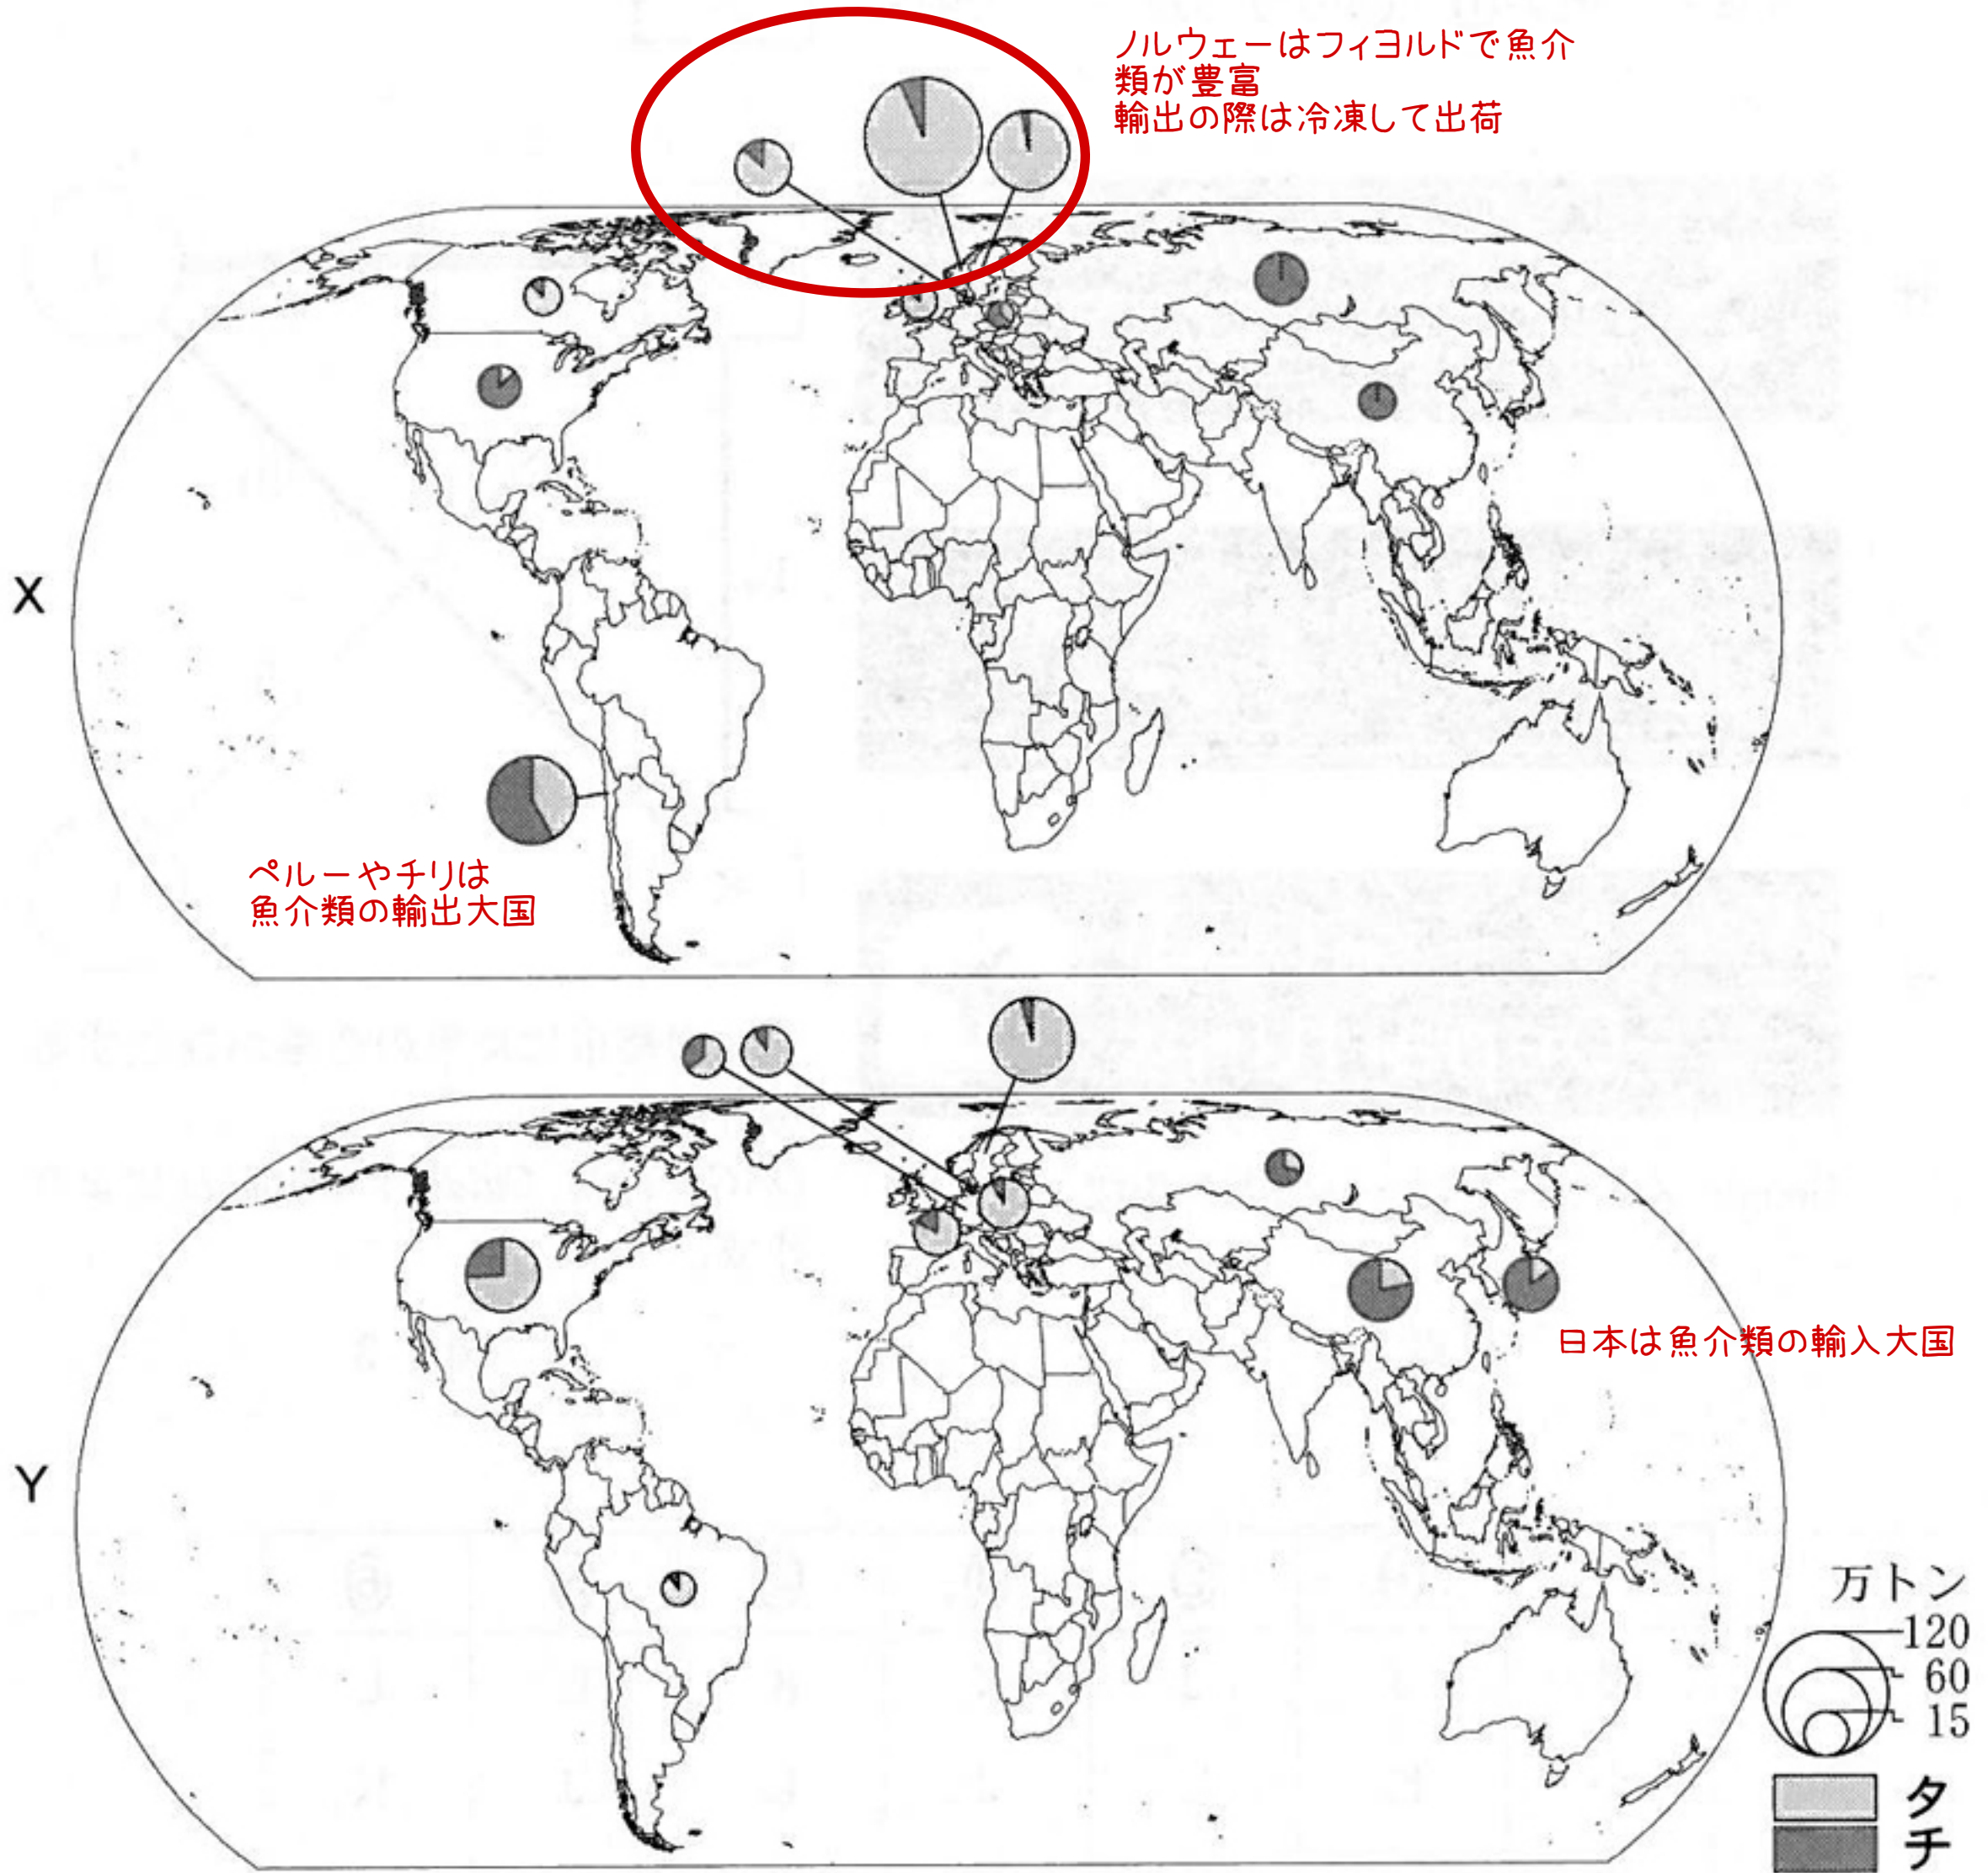 ノルウェーはフィヨルドで魚介
類が豊富
輸出の際は冷凍して出荷
X
ペルーやチリは
魚介類の輸出大国
日本は魚介類の輸入大国
Y
万トン
120
60
15
タ
チ